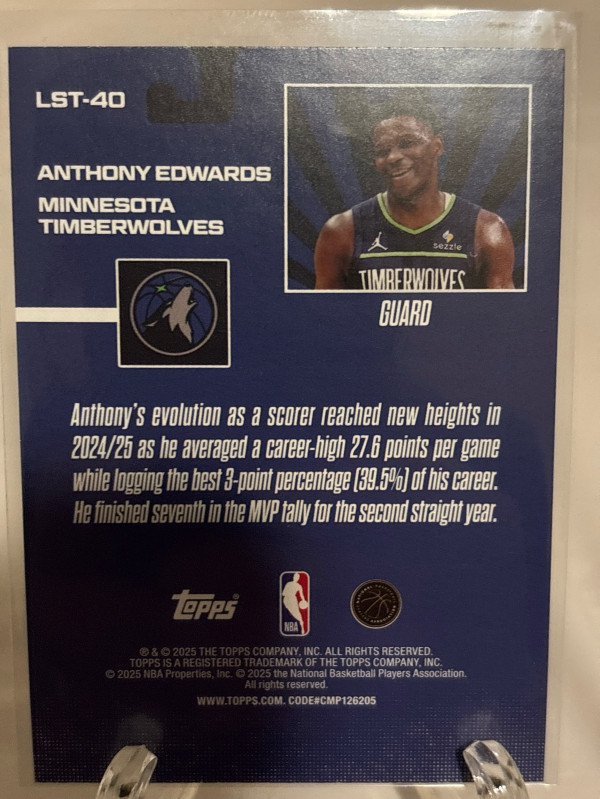 LST-40
ANTHONY EDWARDS
MINNESOTA
TIMBERWOLVES
sezzle
TIMBERWOLVES
GUARD
Anthony's evolution as a scorer reached new heights in
2024/25 as he averaged a career-high 27.6 points per game
while logging the best 3-point percentage (39.5%) of his career.
He finished seventh in the MVP tally for the second straight year.
Topps®
NBA
® & © 2025 THE TOPPS COMPANY, INC. ALL RIGHTS RESERVED.
TOPPS IS A REGISTERED TRADEMARK OF THE TOPPS COMPANY, INC.
© 2025 NBA Properties, Inc. © 2025 the National Basketball Players Association.
All rights reserved.
WWW.TOPPS.COM. CODE#CMP126205